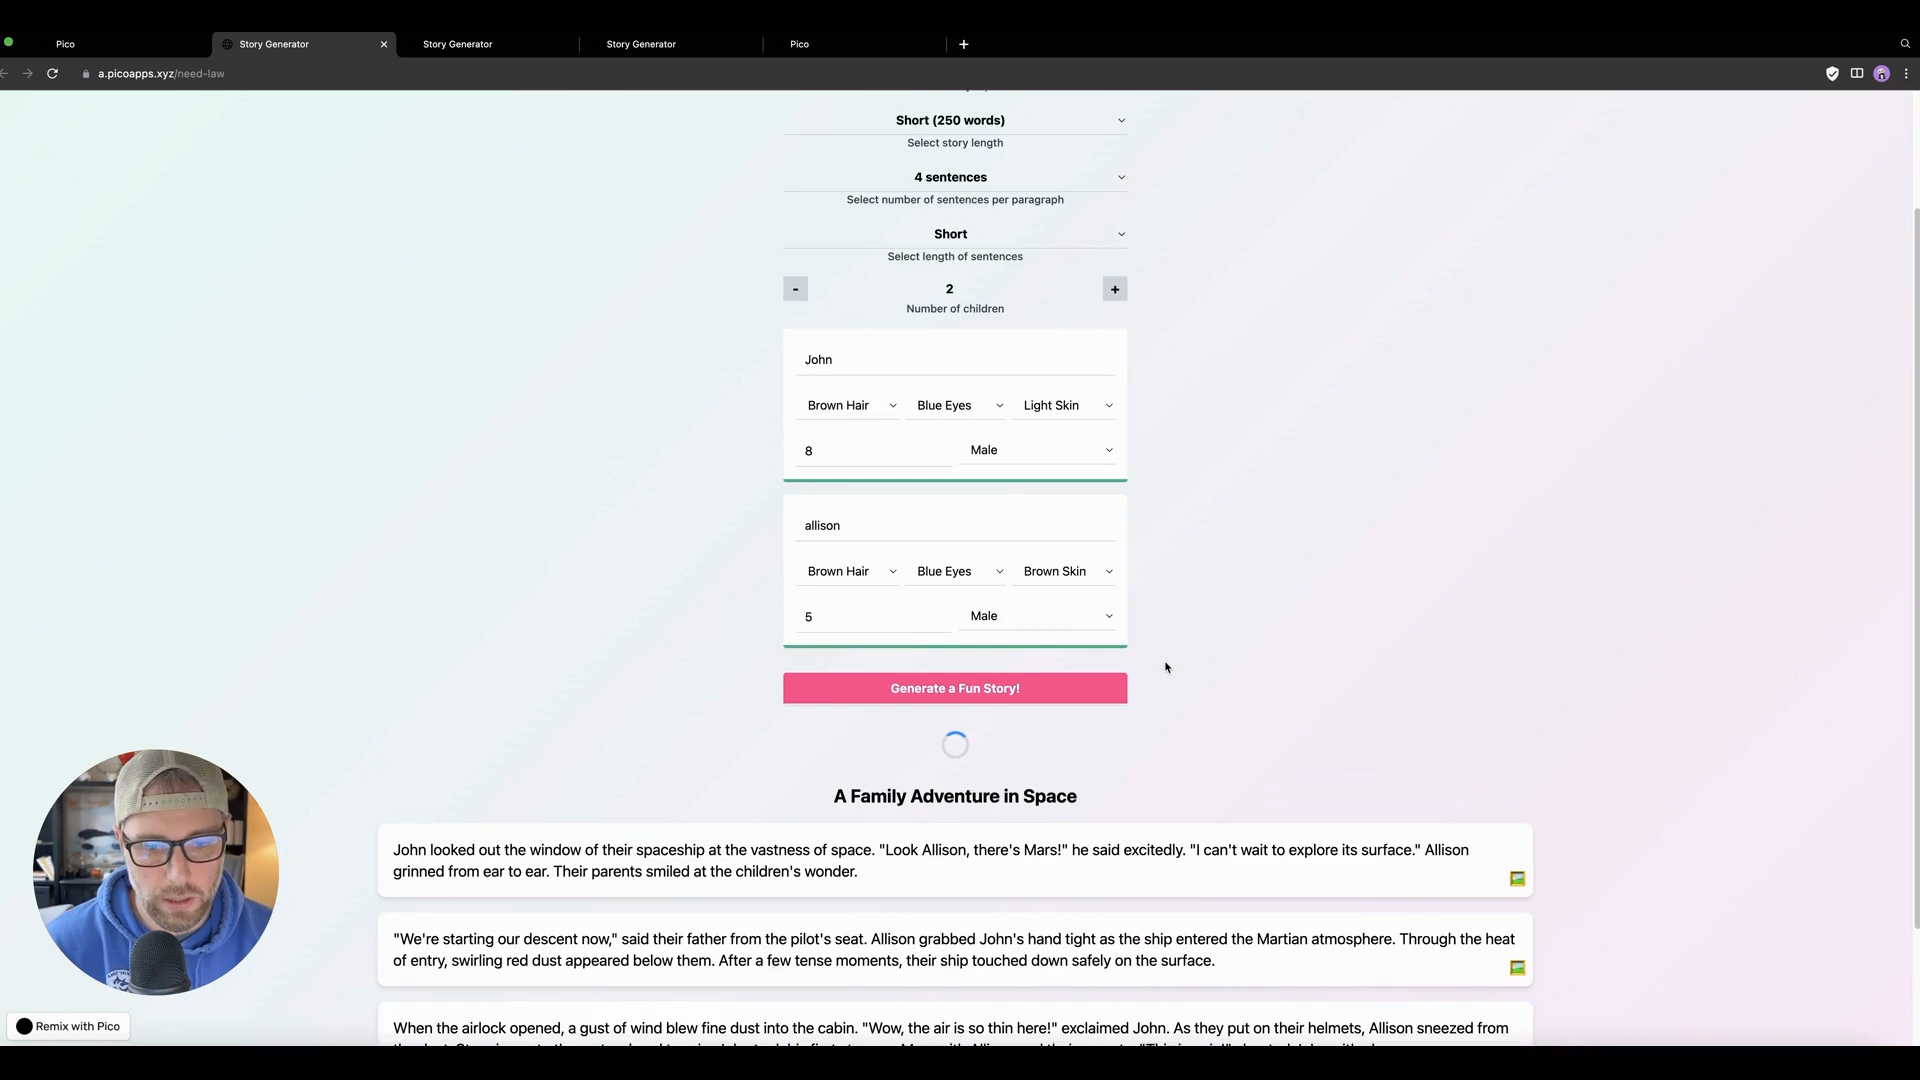 Pico
Story Generator
Story Generator
Story Generator
Pico
a.picoapps.xyz/need-law
Short (250 words)
Select story length
4 sentences
Select number of sentences per paragraph
Short
Select length of sentences
- 2 +
Number of children
John
Brown Hair Blue Eyes Light Skin
8 Male
allison
Brown Hair Blue Eyes Brown Skin
5 Male
Generate a Fun Story!
A Family Adventure in Space
John looked out the window of their spaceship at the vastness of space. "Look Allison, there's Mars!" he said excitedly. "I can't wait to explore its surface." Allison
grinned from ear to ear. Their parents smiled at the children's wonder.
"We're starting our descent now," said their father from the pilot's seat. Allison grabbed John's hand tight as the ship entered the Martian atmosphere. Through the heat
of entry, swirling red dust appeared below them. After a few tense moments, their ship touched down safely on the surface.
When the airlock opened, a gust of wind blew fine dust into the cabin. "Wow, the air is so thin here!" exclaimed John. As they put on their helmets, Allison sneezed from
Remix with Pico